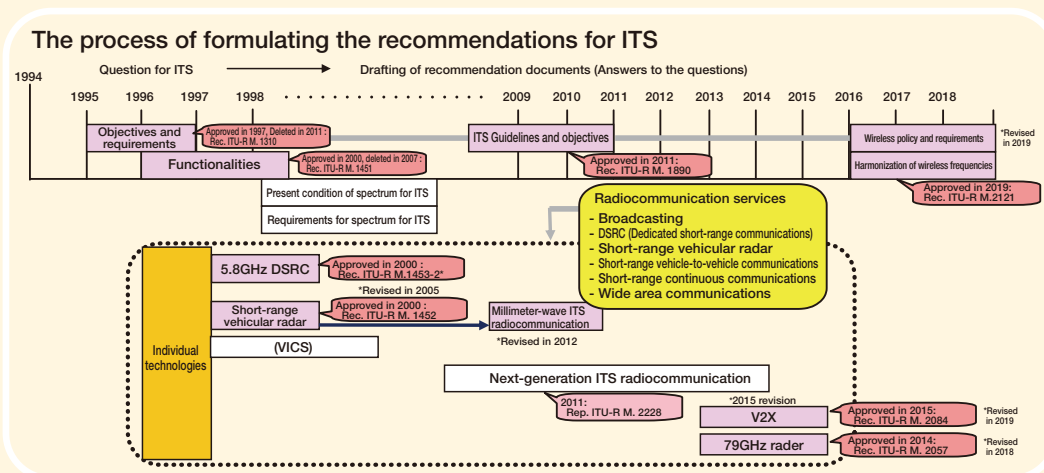 The process of formulating the recommendations for ITS
Question for ITS
Drafting of recommendation documents (Answers to the questions)
1994
1995
1996
1997
1998
2009
2010
2011
2012
2013
2014
2015
2016
2017
2018
Objectives and
requirements
Approved in 1997, Deleted in 2011 :
Rec. ITU-R M. 1310
ITS Guidelines and objectives
Wireless policy and requirements
*Revised
in 2019
Functionalities
Approved in 2000, deleted in 2007 :
Rec. ITU-R M. 1451
Approved in 2011:
Rec. ITU-R M. 1890
Harmonization of wireless frequencies
Approved in 2019:
Rec. ITU-R M.2121
Present condition of spectrum for ITS
Requirements for spectrum for ITS
Radiocommunication services
- Broadcasting
- DSRC (Dedicated short-range communications)
- Short-range vehicular radar
- Short-range vehicle-to-vehicle communications
- Short-range continuous communications
- Wide area communications
Individual
technologies
5.8GHz DSRC
Approved in 2000 :
Rec. ITU-R M.1453-2*
*Revised in 2005
Short-range
vehicular radar
Approved in 2000 :
Rec. ITU-R M. 1452
Millimeter-wave ITS
radiocommunication
*Revised in 2012
(VICS)
Next-generation ITS radiocommunication
2011:
Rep. ITU-R M. 2228
*2015 revision
V2X
Approved in 2015:
Rec. ITU-R M. 2084
*Revised
in 2019
79GHz rader
Approved in 2014:
Rec. ITU-R M. 2057
*Revised
in 2018